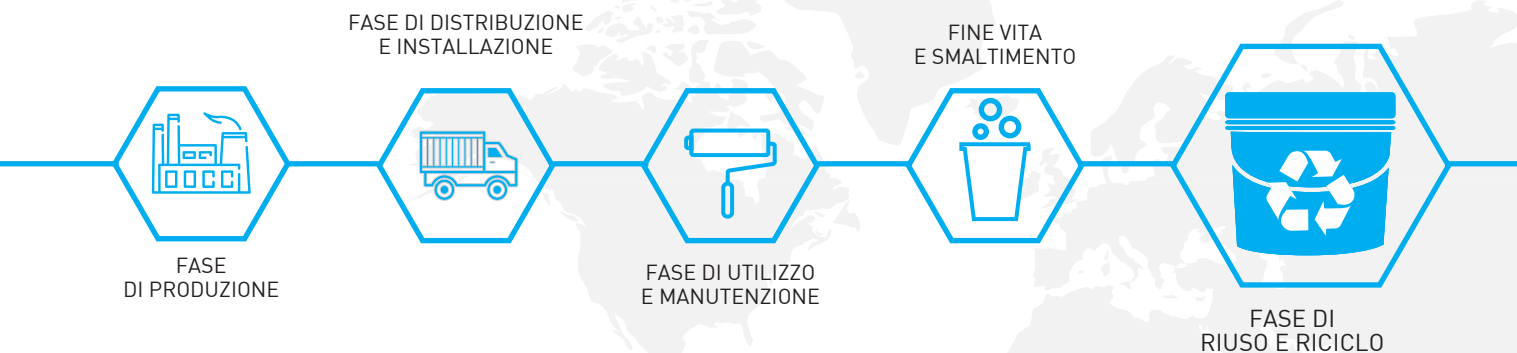 FASE
DI PRODUZIONE
FASE DI DISTRIBUZIONE
E INSTALLAZIONE
FASE DI UTILIZZO
E MANUTENZIONE
FINE VITA
E SMALTIMENTO
FASE DI
RIUSO E RICICLO